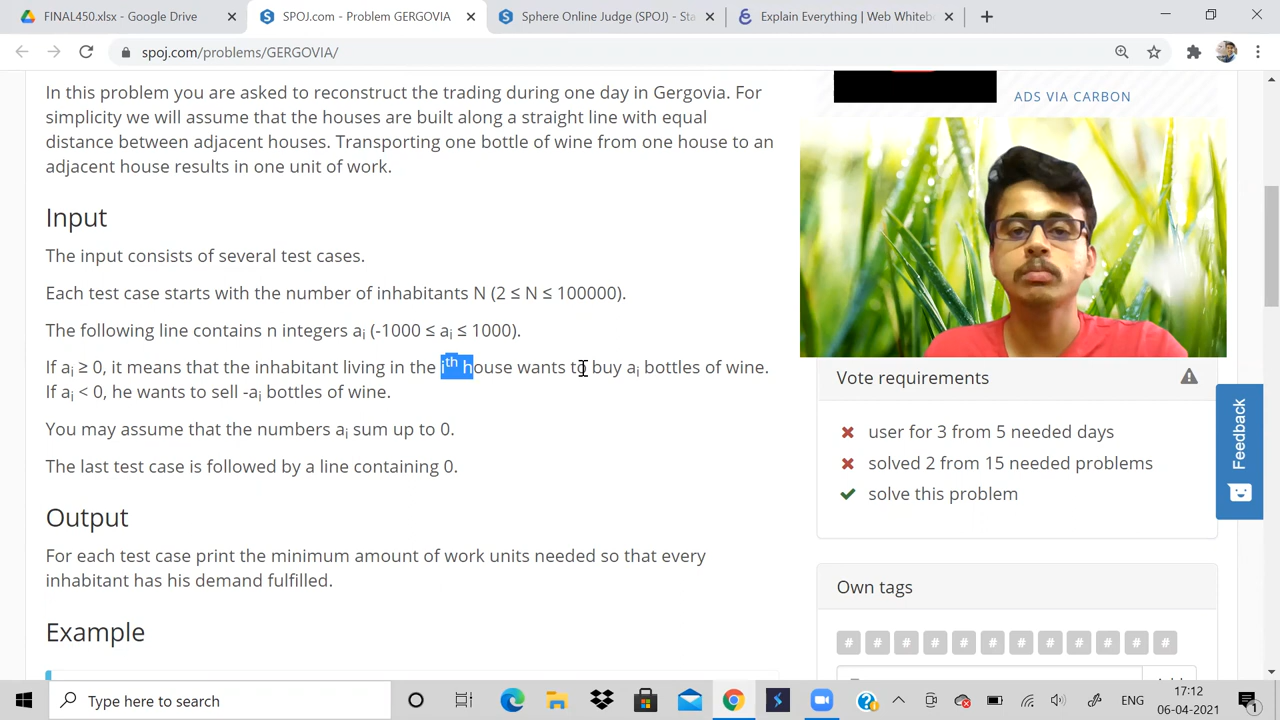 FINAL450.xlsx - Google Drive
SPOJ.com - Problem GERGOVIA
Sphere Online Judge (SPOJ) - Sta
Explain Everything | Web Whitebo
spoj.com/problems/GERGOVIA/
In this problem you are asked to reconstruct the trading during one day in Gergovia. For
simplicity we will assume that the houses are built along a straight line with equal
distance between adjacent houses. Transporting one bottle of wine from one house to an
adjacent house results in one unit of work.
Input
The input consists of several test cases.
Each test case starts with the number of inhabitants N (2 ≤ N ≤ 100000).
The following line contains n integers ai (-1000 ≤ ai ≤ 1000).
If ai ≥ 0, it means that the inhabitant living in the ith house wants to buy ai bottles of wine.
If ai < 0, he wants to sell -ai bottles of wine.
You may assume that the numbers ai sum up to 0.
The last test case is followed by a line containing 0.
Output
For each test case print the minimum amount of work units needed so that every
inhabitant has his demand fulfilled.
Example
ADS VIA CARBON
Vote requirements
user for 3 from 5 needed days
solved 2 from 15 needed problems
solve this problem
Own tags
# # # # # # # # # # # #
Feedback
Type here to search
ENG
17:12
06-04-2021
1